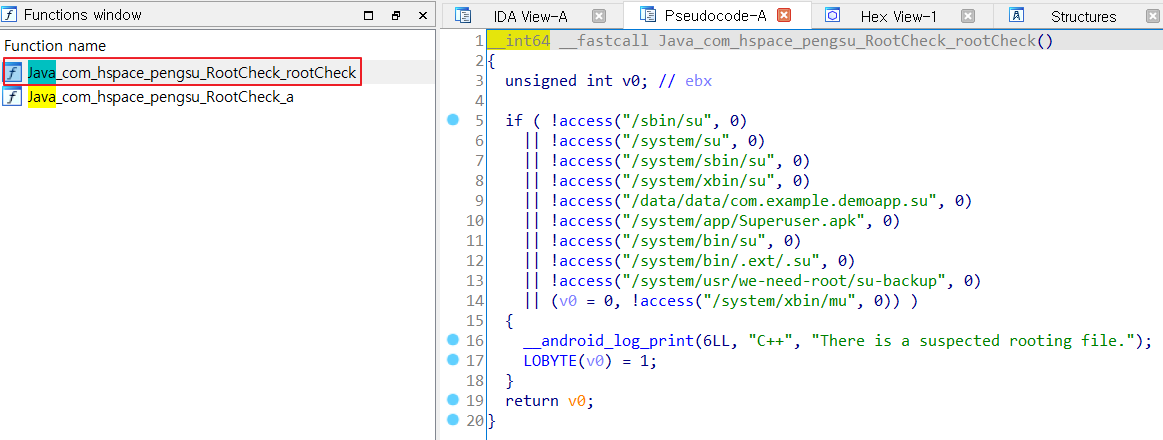 Functions window
Function name
f Java_com_hspace_pengsu_RootCheck_rootCheck
f Java_com_hspace_pengsu_RootCheck_a
IDA View-A Pseudocode-A Hex View-1 Structures
1 __int64 __fastcall Java_com_hspace_pengsu_RootCheck_rootCheck()
2 {
3 unsigned int v0; // ebx
4
5 if ( !access("/sbin/su", 0)
6 || !access("/system/su", 0)
7 || !access("/system/sbin/su", 0)
8 || !access("/system/xbin/su", 0)
9 || !access("/data/data/com.example.demoapp.su", 0)
10 || !access("/system/app/Superuser.apk", 0)
11 || !access("/system/bin/su", 0)
12 || !access("/system/bin/.ext/.su", 0)
13 || !access("/system/usr/we-need-root/su-backup", 0)
14 || (v0 = 0, !access("/system/xbin/mu", 0)) )
15 {
16 __android_log_print(6LL, "C++", "There is a suspected rooting file.");
17 LOBYTE(v0) = 1;
18 }
19 return v0;
20 }